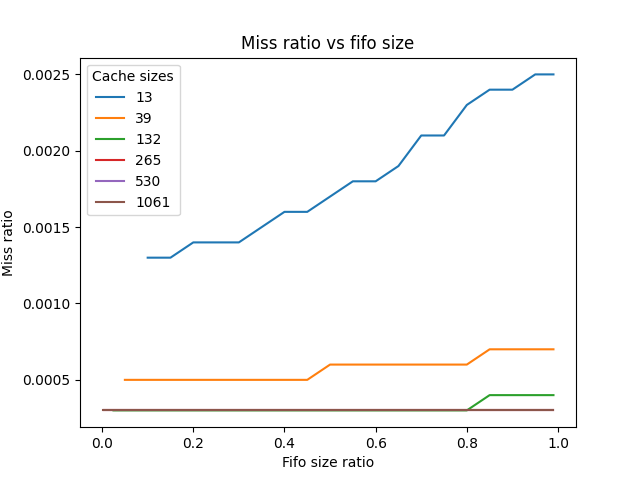 Miss ratio vs fifo size
Cache sizes
13
39
132
265
530
1061
0.0025
0.0020
0.0015
0.0010
0.0005
Miss ratio
0.0 0.2 0.4 0.6 0.8 1.0
Fifo size ratio